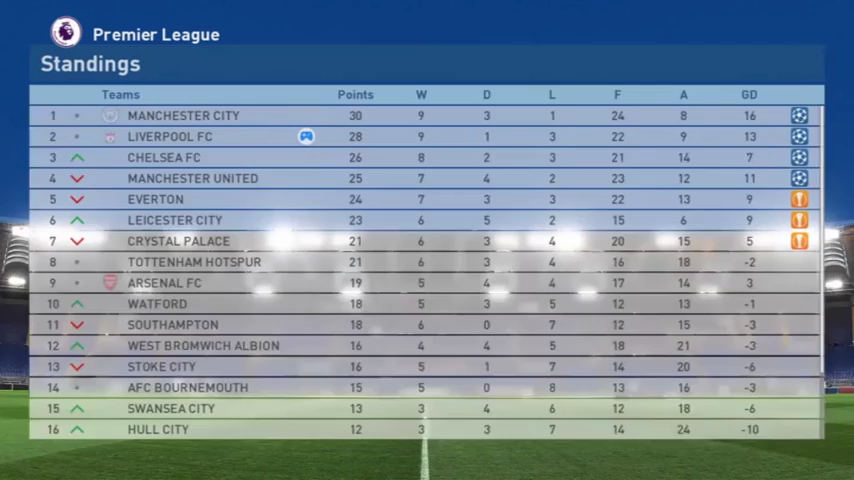 Premier League
Standings
Teams Points W D L F A GD
1 MANCHESTER CITY 30 9 3 1 24 8 16
2 LIVERPOOL FC 28 9 1 3 22 9 13
3 CHELSEA FC 26 8 2 3 21 14 7
4 MANCHESTER UNITED 25 7 4 2 23 12 11
5 EVERTON 24 7 3 3 22 13 9
6 LEICESTER CITY 23 6 5 2 15 6 9
7 CRYSTAL PALACE 21 6 3 4 20 15 5
8 TOTTENHAM HOTSPUR 21 6 3 4 16 18 -2
9 ARSENAL FC 19 5 4 4 17 14 3
10 WATFORD 18 5 3 5 12 13 -1
11 SOUTHAMPTON 18 6 0 7 12 15 -3
12 WEST BROMWICH ALBION 16 4 4 5 18 21 -3
13 STOKE CITY 16 5 1 7 14 20 -6
14 AFC BOURNEMOUTH 15 5 0 8 13 16 -3
15 SWANSEA CITY 13 3 4 6 12 18 -6
16 HULL CITY 12 3 3 7 14 24 -10